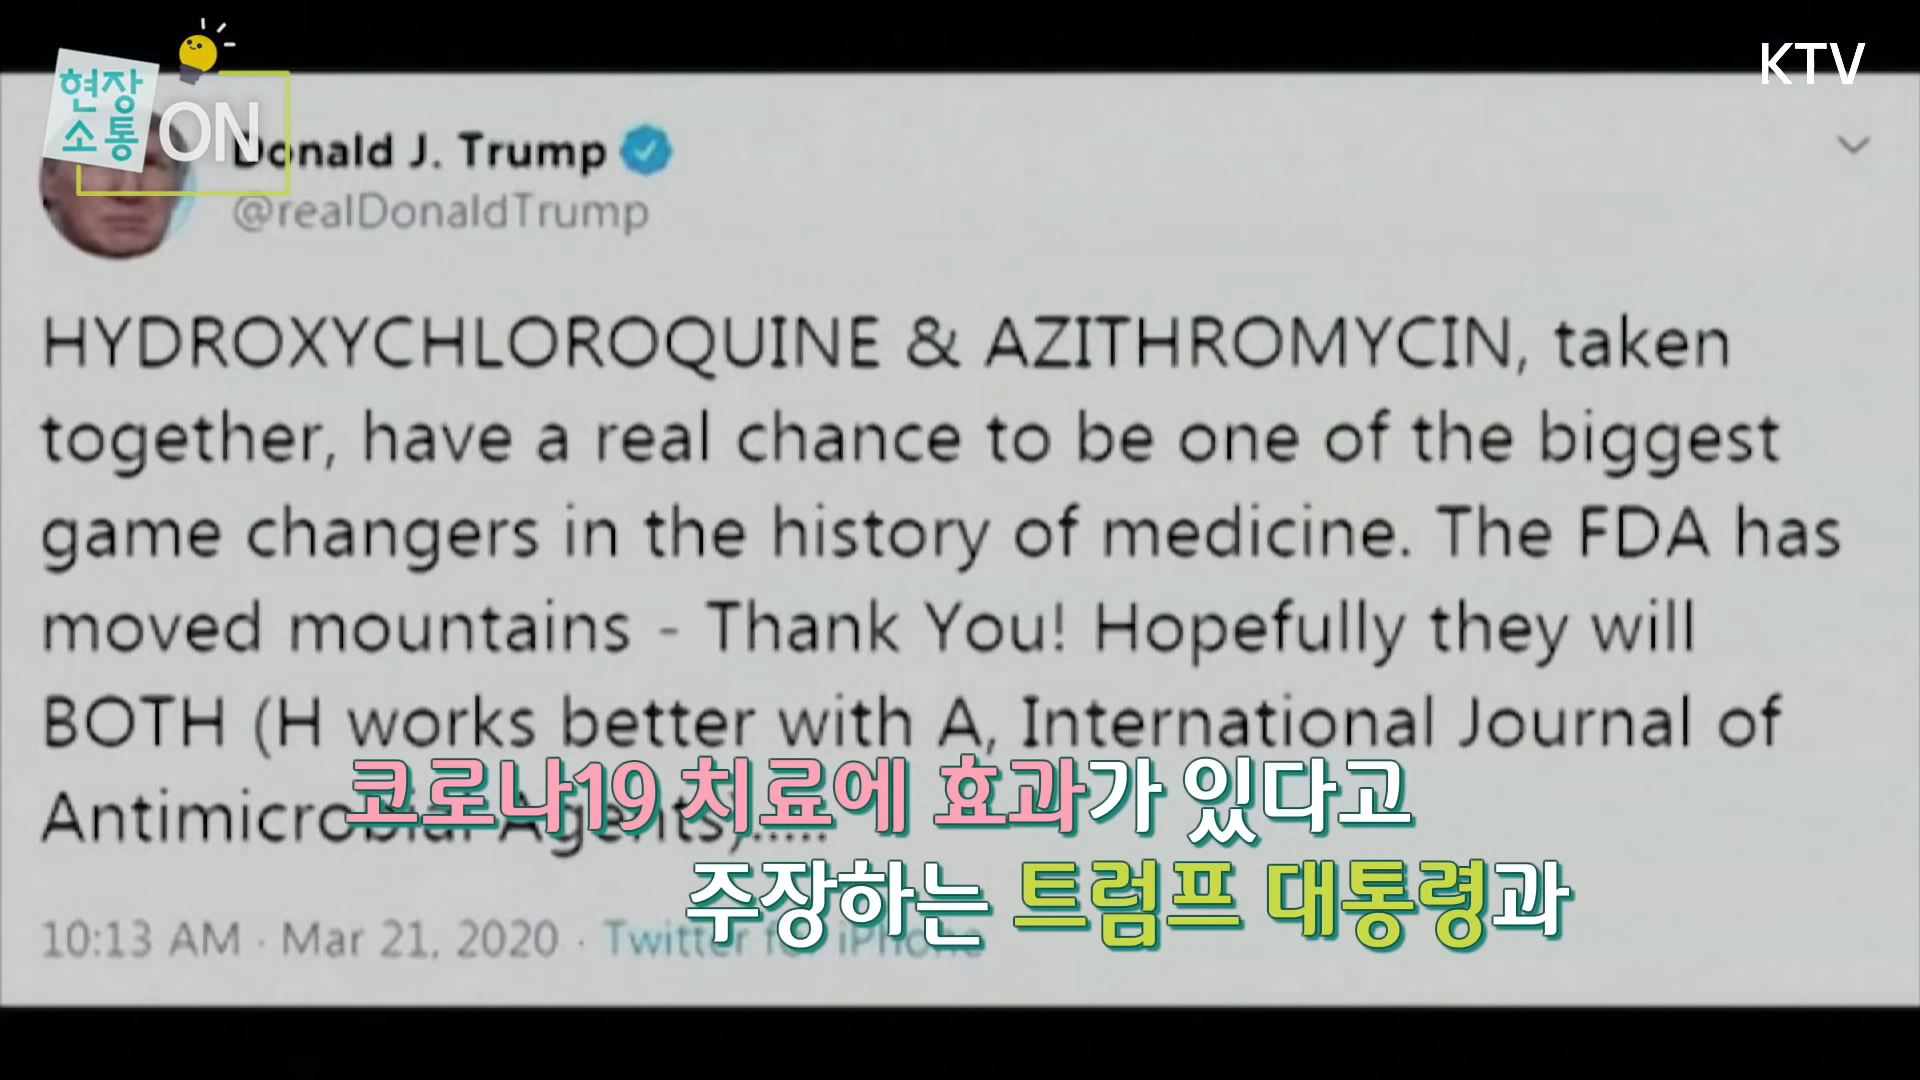 KTV
현장
소통
ON
Donald J. Trump
@realDonaldTrump
HYDROXYCHLOROQUINE & AZITHROMYCIN, taken
together, have a real chance to be one of the biggest
game changers in the history of medicine. The FDA has
moved mountains - Thank You! Hopefully they will
BOTH (H works better with A, International Journal of
Antimicrobial Agents).....
코로나19 치료에 효과가 있다고
주장하는 트럼프 대통령과
10:13 AM · Mar 21, 2020 · Twitter for iPhone